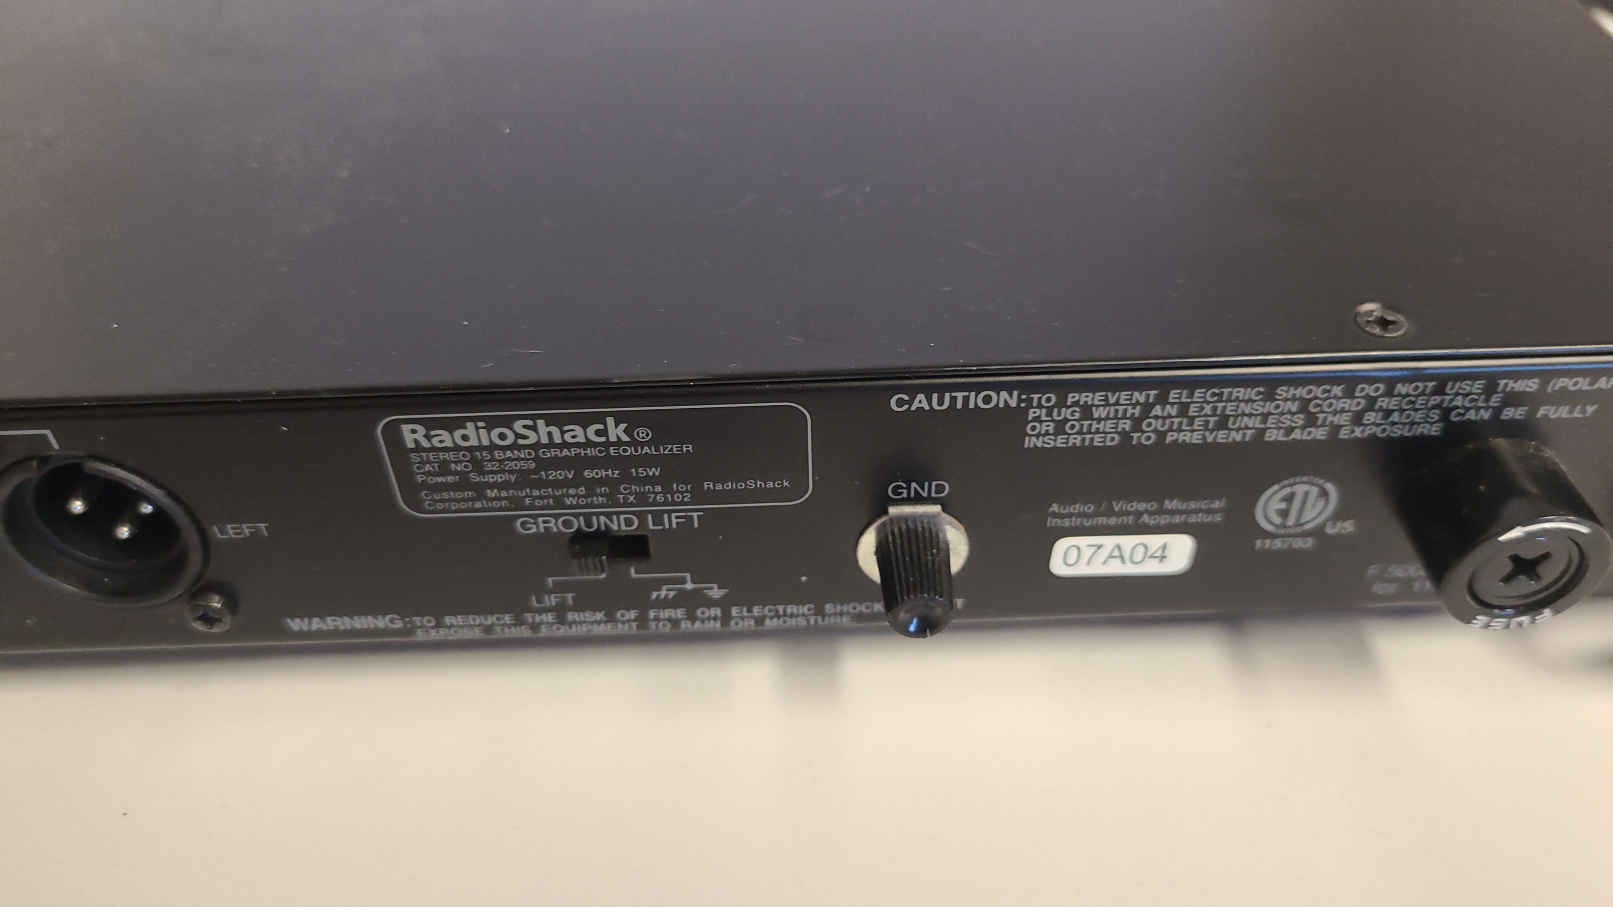 RadioShack®
STEREO 15 BAND GRAPHIC EQUALIZER
CAT. NO. 32-2059
Power Supply: ~120V 60Hz 15W
Custom Manufactured in China for RadioShack
Corporation, Fort Worth, TX 76102
LEFT
GROUND LIFT
LIFT
WARNING: TO REDUCE THE RISK OF FIRE OR ELECTRIC SHOCK
EXPOSE THIS EQUIPMENT TO RAIN OR MOISTURE
GND
CAUTION: TO PREVENT ELECTRIC SHOCK DO NOT USE THIS
PLUG WITH AN EXTENSION CORD RECEPTACLE
OR OTHER OUTLET UNLESS THE BLADES CAN BE FULLY
INSERTED TO PREVENT BLADE EXPOSURE
Audio / Video Musical
Instrument Apparatus
07A04
ETL
US
FUSE